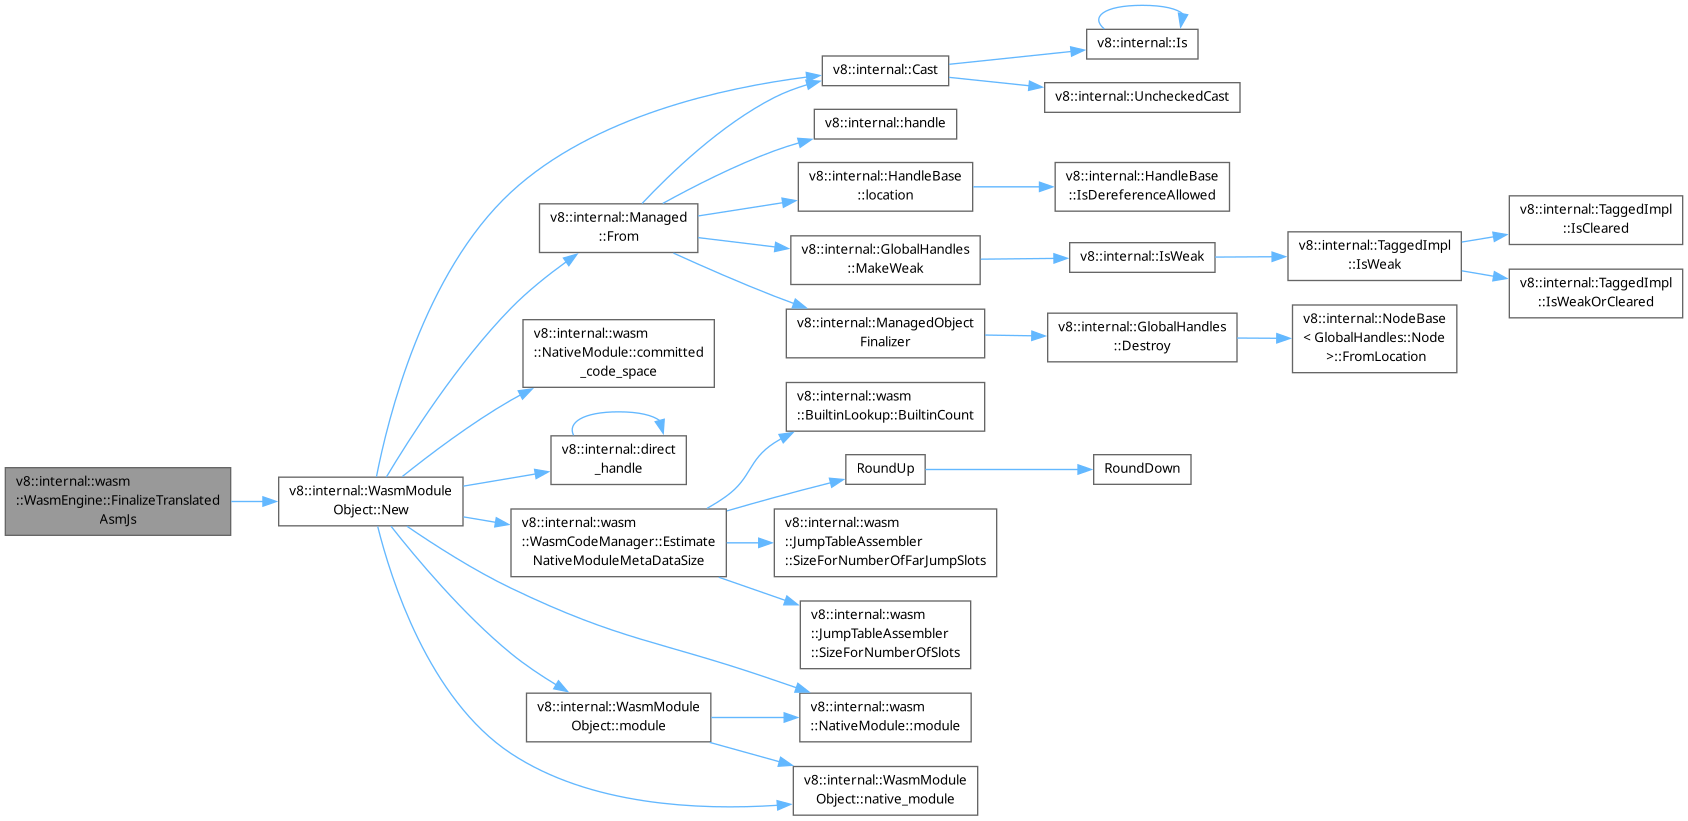 v8::internal::wasm
::WasmEngine::FinalizeTranslated
AsmJs
v8::internal::WasmModule
Object::New
v8::internal::Managed
::From
v8::internal::Cast
v8::internal::Is
v8::internal::UncheckedCast
v8::internal::handle
v8::internal::HandleBase
::location
v8::internal::HandleBase
::IsDereferenceAllowed
v8::internal::GlobalHandles
::MakeWeak
v8::internal::IsWeak
v8::internal::TaggedImpl
::IsWeak
v8::internal::TaggedImpl
::IsCleared
v8::internal::TaggedImpl
::IsWeakOrCleared
v8::internal::ManagedObject
Finalizer
v8::internal::GlobalHandles
::Destroy
v8::internal::NodeBase
< GlobalHandles::Node
>::FromLocation
v8::internal::wasm
::NativeModule::committed
_code_space
v8::internal::direct
_handle
v8::internal::wasm
::WasmCodeManager::Estimate
NativeModuleMetaDataSize
v8::internal::wasm
::BuiltinLookup::BuiltinCount
RoundUp
RoundDown
v8::internal::wasm
::JumpTableAssembler
::SizeForNumberOfFarJumpSlots
v8::internal::wasm
::JumpTableAssembler
::SizeForNumberOfSlots
v8::internal::WasmModule
Object::module
v8::internal::wasm
::NativeModule::module
v8::internal::WasmModule
Object::native_module